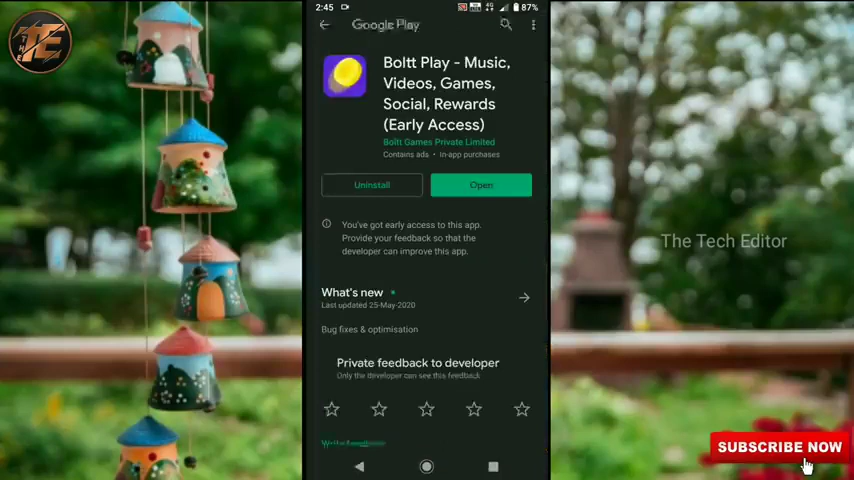 2:45
87%
Google Play
Boltt Play - Music,
Videos, Games,
Social, Rewards
(Early Access)
Boltt Games Private Limited
Contains ads • In-app purchases
Uninstall
Open
You've got early access to this app.
Provide your feedback so that the
developer can improve this app.
What's new
Last updated 25-May-2020
Bug fixes & optimisation
Private feedback to developer
Only the developer can see this feedback
The Tech Editor
SUBSCRIBE NOW